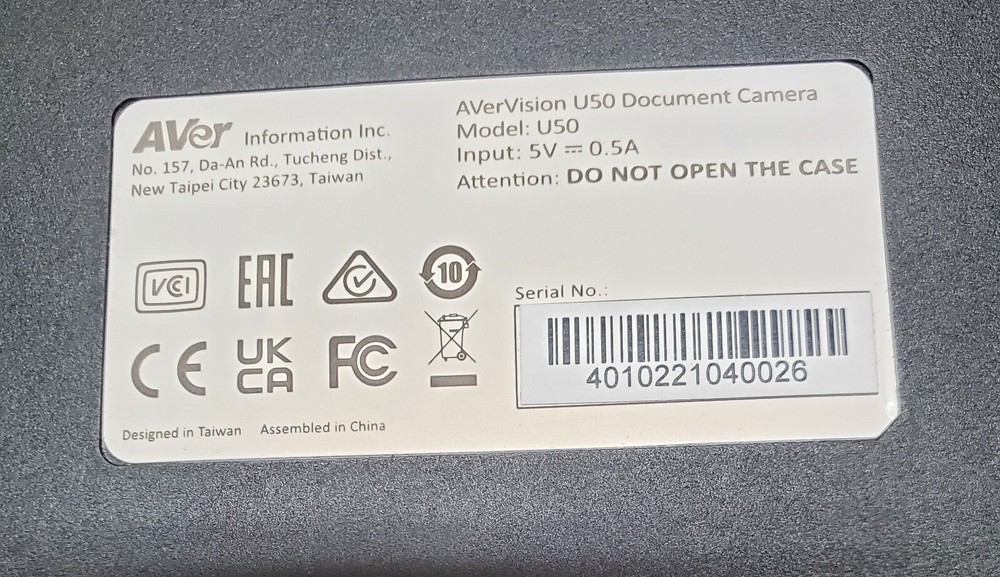 AVer Information Inc.
No. 157, Da-An Rd., Tucheng Dist.,
New Taipei City 23673, Taiwan
AVerVision U50 Document Camera
Model: U50
Input: 5V ⎓ 0.5A
Attention: DO NOT OPEN THE CASE
VCCI
EAC
10
CE
UK
CA
FC
Serial No.:
4010221040026
Designed in Taiwan Assembled in China